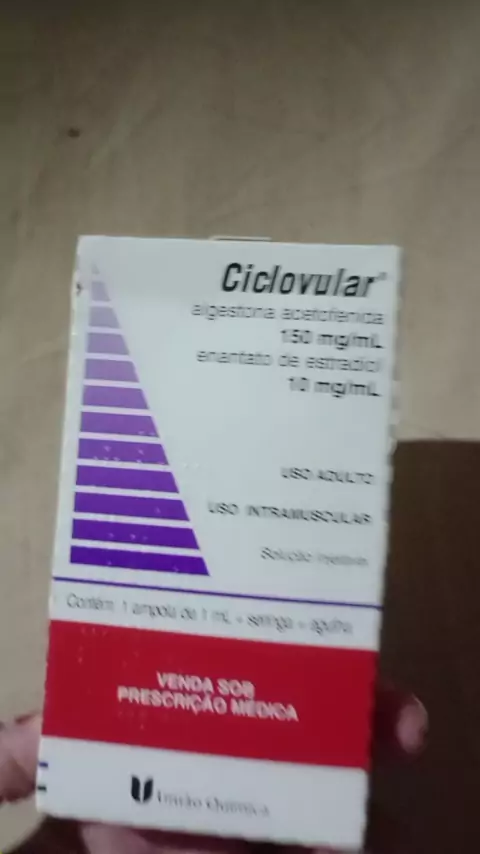 Ciclovular®
algestona acetofenida
150 mg/mL
enantato de estradiol
10 mg/mL
USO ADULTO
USO INTRAMUSCULAR
Solução Injetável
Contém: 1 ampola de 1 mL + seringa + agulha
VENDA SOB
PRESCRIÇÃO MÉDICA
União Química